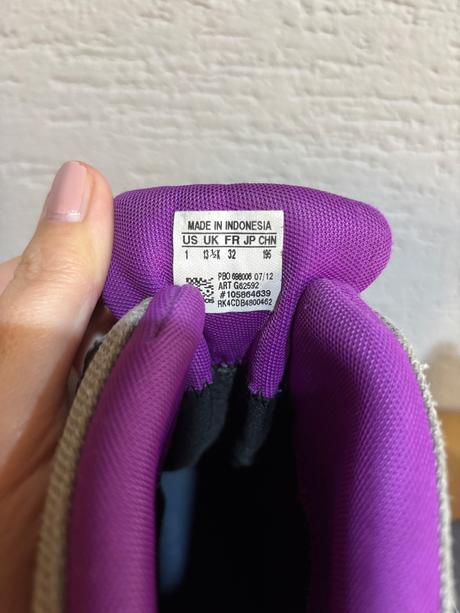 MADE IN INDONESIA
US UK FR JP CHN
1 13 ½K 32 195
PBO 698006 07/12
ART G62592
#105864639
RK4CDB4800462